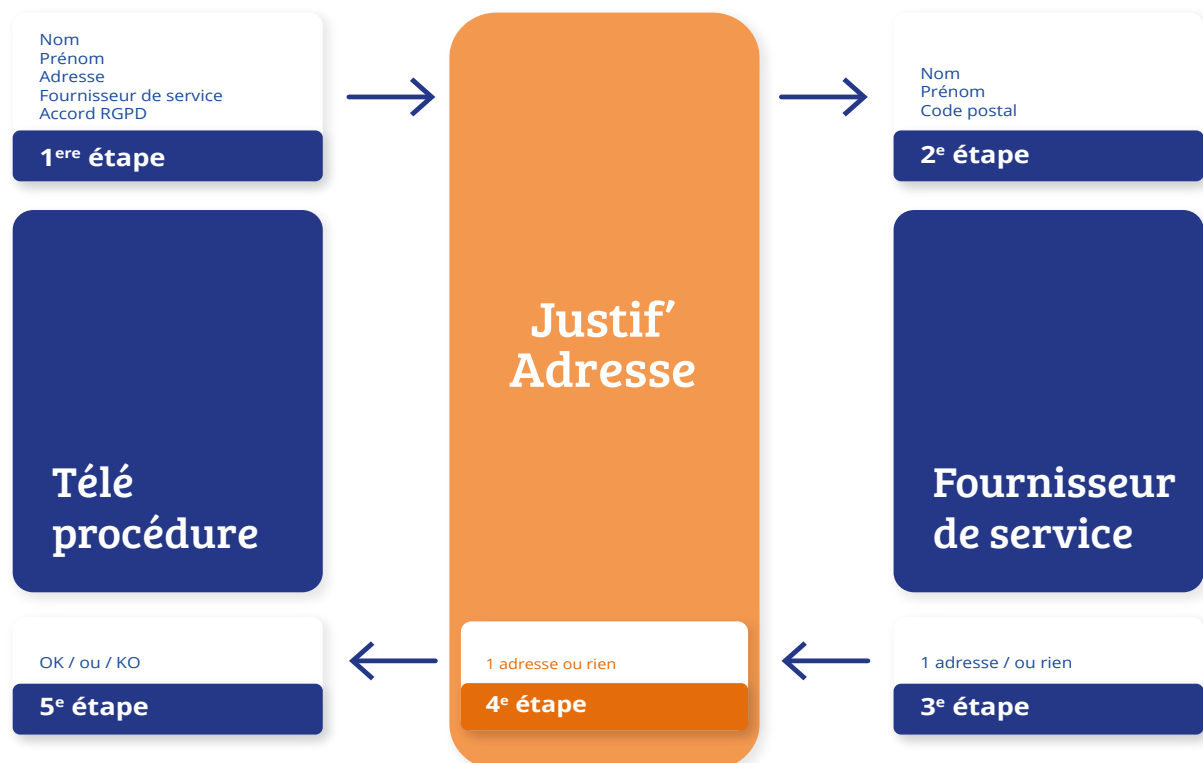 Nom
Prénom
Adresse
Fournisseur de service
Accord RGPD
1ere étape
Nom
Prénom
Code postal
2e étape
Justif’
Adresse
Télé
procédure
Fournisseur
de service
OK / ou / KO
5e étape
1 adresse ou rien
4e étape
1 adresse / ou rien
3e étape